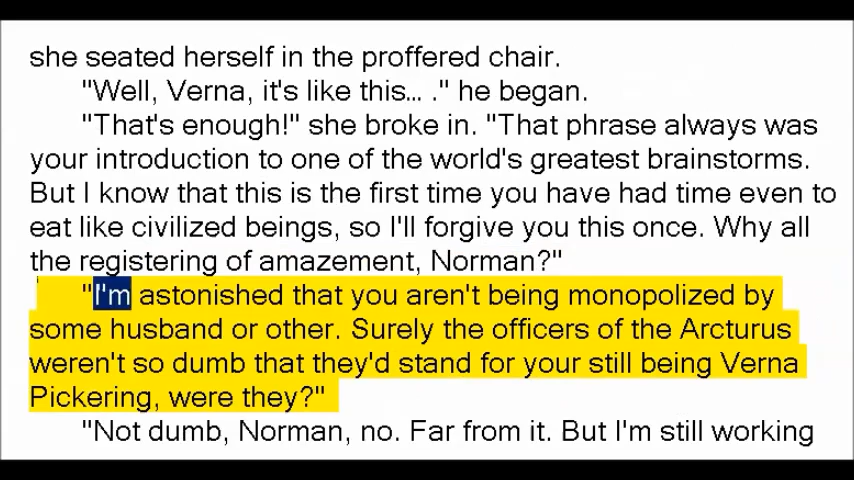 she seated herself in the proffered chair.
"Well, Verna, it's like this... ." he began.
"That's enough!" she broke in. "That phrase always was
your introduction to one of the world's greatest brainstorms.
But I know that this is the first time you have had time even to
eat like civilized beings, so I'll forgive you this once. Why all
the registering of amazement, Norman?"
"I'm astonished that you aren't being monopolized by
some husband or other. Surely the officers of the Arcturus
weren't so dumb that they'd stand for your still being Verna
Pickering, were they?"
"Not dumb, Norman, no. Far from it. But I'm still working